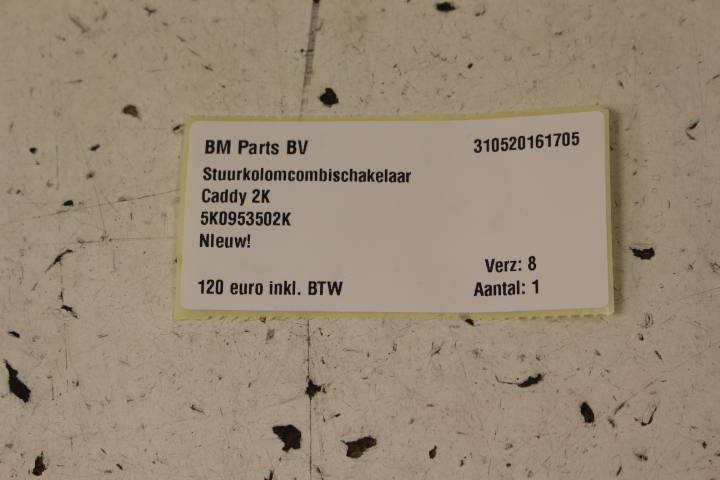 BM Parts BV 310520161705
Stuurkolomcombischakelaar
Caddy 2K
5K0953502K
NIeuw!
Verz: 8
120 euro inkl. BTW Aantal: 1